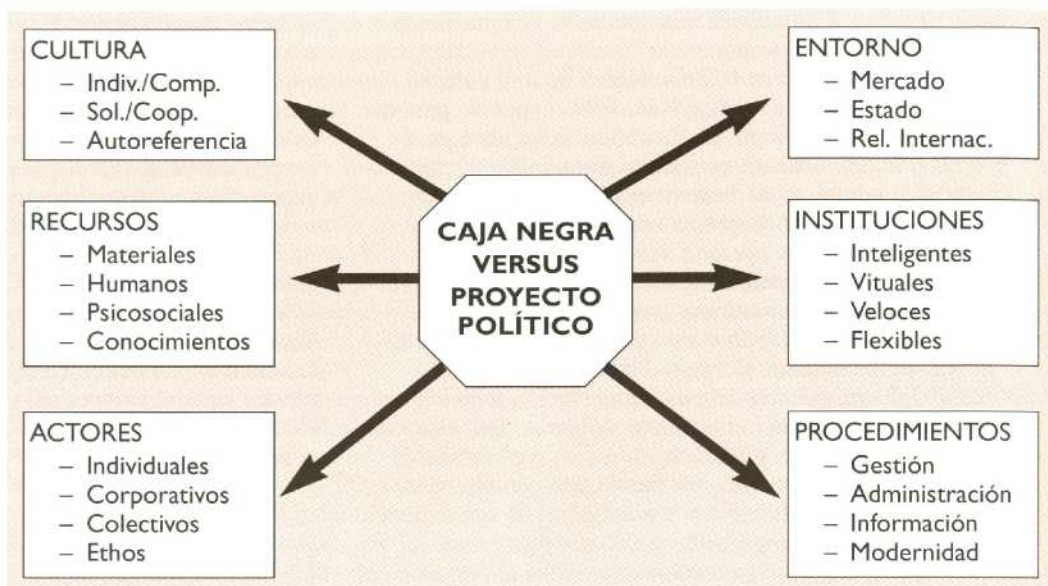 CULTURA
– Indiv./Comp.
– Sol./Coop.
– Autoreferencia
RECURSOS
– Materiales
– Humanos
– Psicosociales
– Conocimientos
ACTORES
– Individuales
– Corporativos
– Colectivos
– Ethos
CAJA NEGRA
VERSUS
PROYECTO
POLÍTICO
ENTORNO
– Mercado
– Estado
– Rel. Internac.
INSTITUCIONES
– Inteligentes
– Vituales
– Veloces
– Flexibles
PROCEDIMIENTOS
– Gestión
– Administración
– Información
– Modernidad